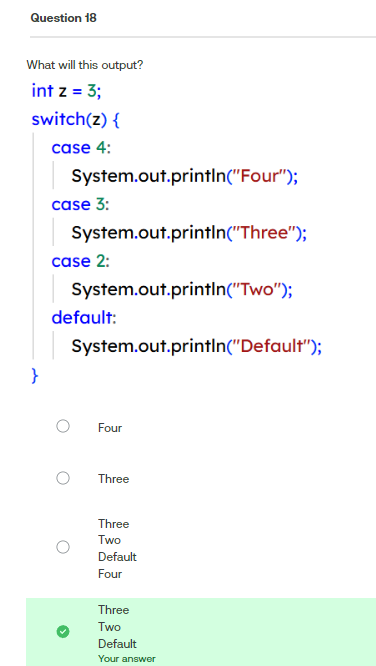 Question 18
What will this output?
int z = 3;
switch(z) {
case 4:
System.out.println("Four");
case 3:
System.out.println("Three");
case 2:
System.out.println("Two");
default:
System.out.println("Default");
}
Four
Three
Three
Two
Default
Four
Three
Two
Default
Your answer